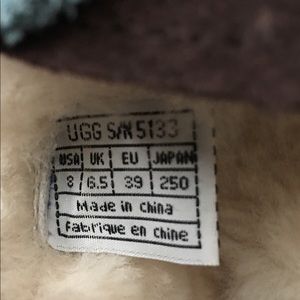 UGG S/N 5133
USA UK EU JAPAN
8 6.5 39 250
Made in China
Fabrique en Chine